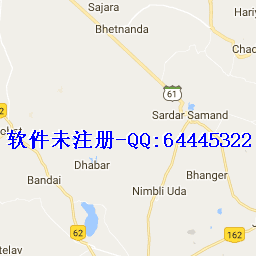 Sajara
Hariy
Bhetnanda
Chac
61
Sardar Samand
软件未注册-QQ:64445322
Dhabar
Bandai
Bhanger
Nimbli Uda
62
162
telav